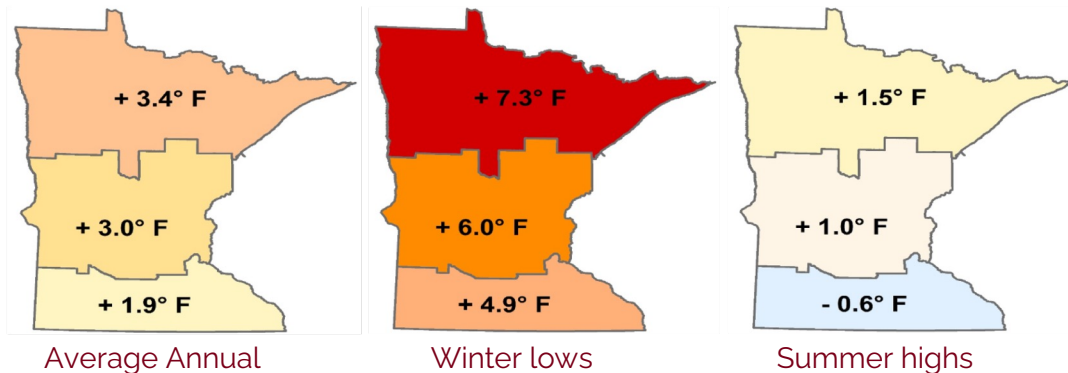 + 3.4° F
+ 3.0° F
+ 1.9° F
Average Annual
+ 7.3° F
+ 6.0° F
+ 4.9° F
Winter lows
+ 1.5° F
+ 1.0° F
- 0.6° F
Summer highs